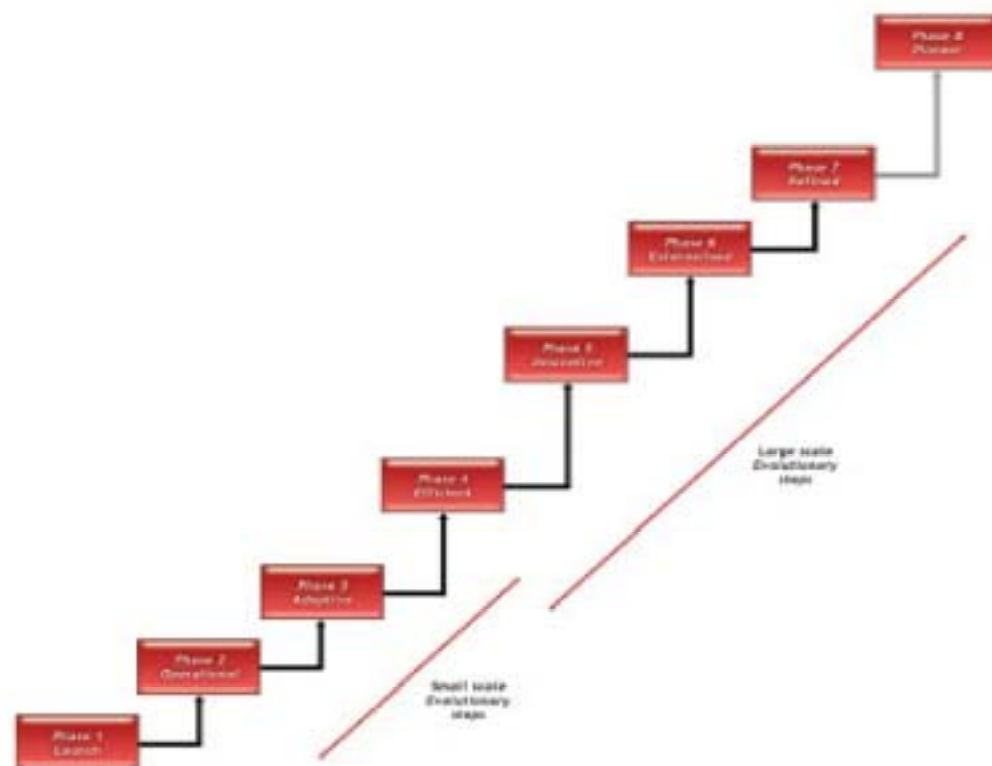 Phase 8
Pioneer
Phase 7
Refined
Phase 6
Externalised
Phase 5
Innovative
Large scale
Evolutionary
steps
Phase 4
Efficient
Phase 3
Adaptive
Phase 2
Operational
Small scale
Evolutionary
steps
Phase 1
Launch